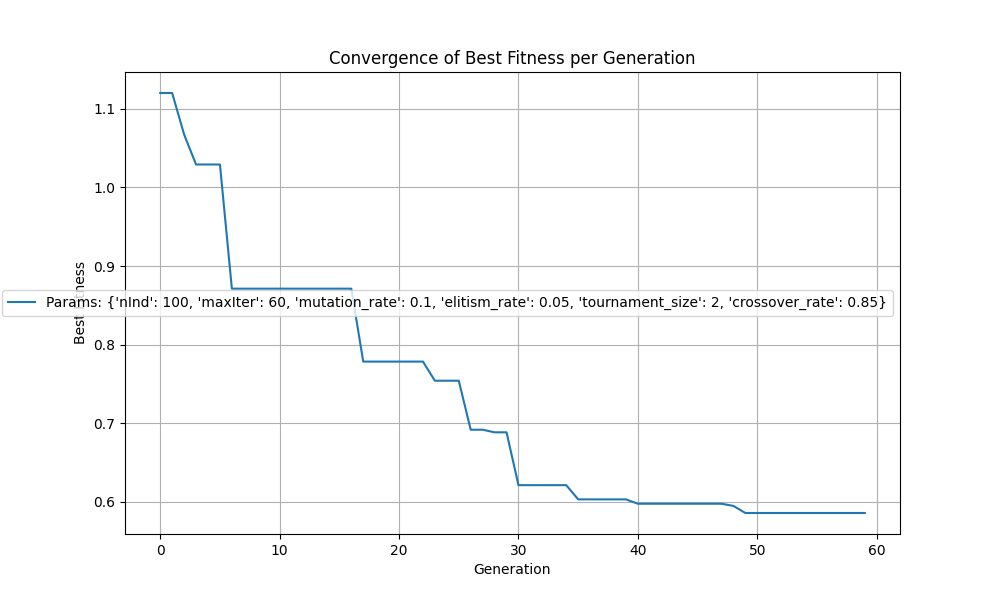 Convergence of Best Fitness per Generation
1.1
1.0
0.9
0.8
0.7
0.6
Best Fitness
Params: {'nInd': 100, 'maxIter': 60, 'mutation_rate': 0.1, 'elitism_rate': 0.05, 'tournament_size': 2, 'crossover_rate': 0.85}
0 10 20 30 40 50 60
Generation